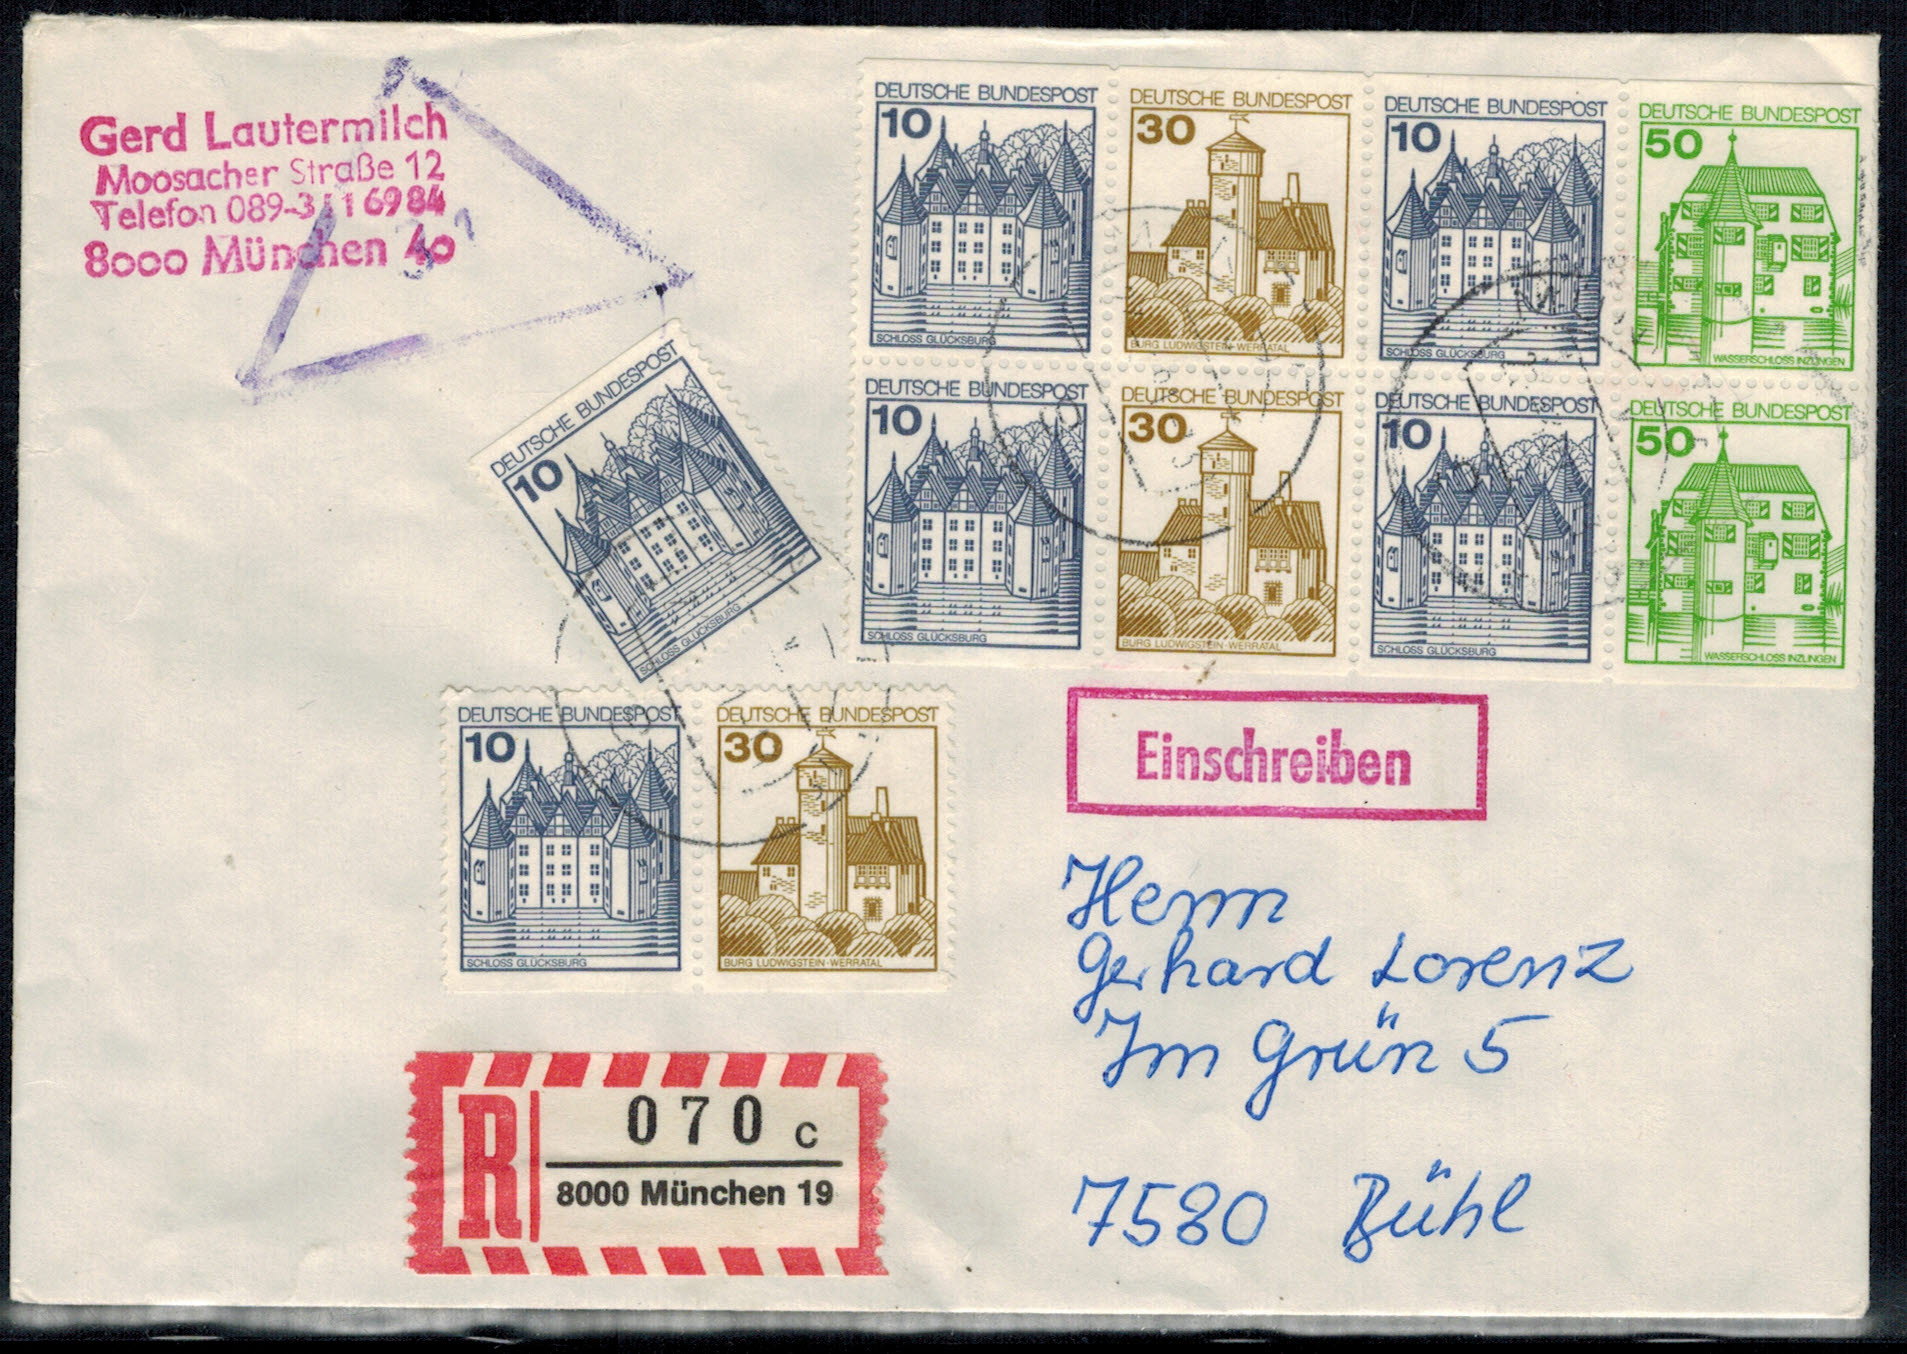 Gerd Lautermilch
Moosacher Straße 12
Telefon 089-3116984
8000 München 40
DEUTSCHE BUNDESPOST
10
SCHLOSS GLÜCKSBURG
DEUTSCHE BUNDESPOST
30
BURG LUDWIGSTEIN·WERRATAL
DEUTSCHE BUNDESPOST
10
SCHLOSS GLÜCKSBURG
DEUTSCHE BUNDESPOST
50
WASSERSCHLOSS INZLINGEN
DEUTSCHE BUNDESPOST
10
SCHLOSS GLÜCKSBURG
DEUTSCHE BUNDESPOST
30
BURG LUDWIGSTEIN·WERRATAL
DEUTSCHE BUNDESPOST
10
SCHLOSS GLÜCKSBURG
DEUTSCHE BUNDESPOST
50
WASSERSCHLOSS INZLINGEN
DEUTSCHE BUNDESPOST
10
SCHLOSS GLÜCKSBURG
DEUTSCHE BUNDESPOST
10
SCHLOSS GLÜCKSBURG
DEUTSCHE BUNDESPOST
30
BURG LUDWIGSTEIN·WERRATAL
Einschreiben
Herrn
Gerhard Lorenz
Im Grün 5
7580 Bühl
R
070 c
8000 München 19